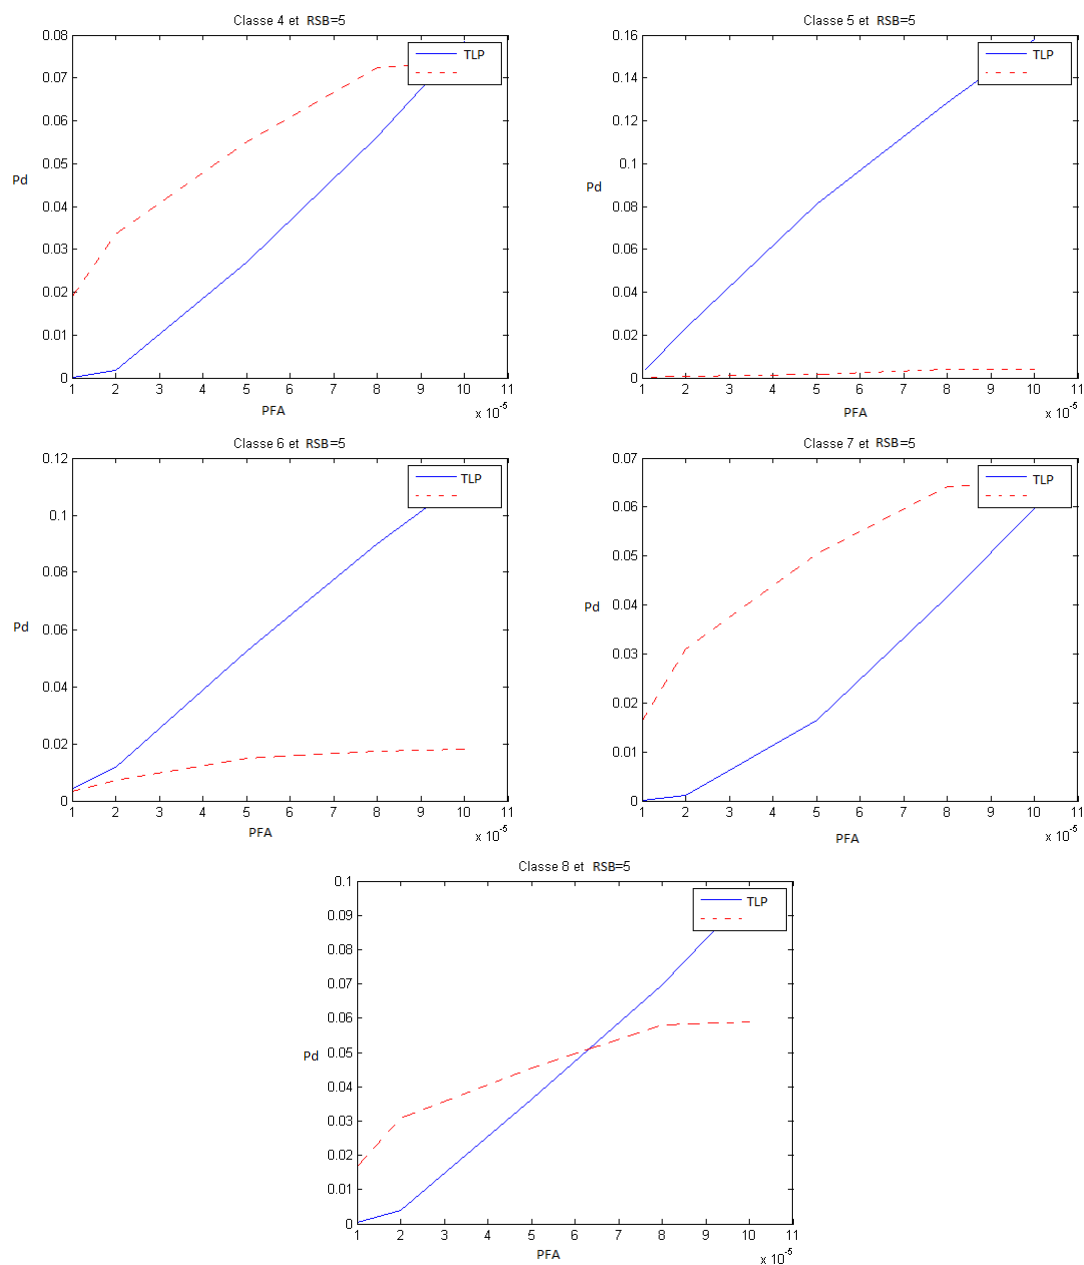 Classe 4 et RSB=5
0.08
0.07
0.06
0.05
0.04
0.03
0.02
0.01
0
Pd
TLP
1 2 3 4 5 6 7 8 9 10 11
x 10⁻⁵
PFA
Classe 5 et RSB=5
0.16
0.14
0.12
0.1
0.08
0.06
0.04
0.02
0
Pd
TLP
1 2 3 4 5 6 7 8 9 10 11
x 10⁻⁵
PFA
Classe 6 et RSB=5
0.12
0.1
0.08
0.06
0.04
0.02
0
Pd
TLP
1 2 3 4 5 6 7 8 9 10 11
x 10⁻⁵
PFA
Classe 7 et RSB=5
0.07
0.06
0.05
0.04
0.03
0.02
0.01
0
Pd
TLP
1 2 3 4 5 6 7 8 9 10 11
x 10⁻⁵
PFA
Classe 8 et RSB=5
0.1
0.09
0.08
0.07
0.06
0.05
0.04
0.03
0.02
0.01
0
Pd
TLP
1 2 3 4 5 6 7 8 9 10 11
x 10⁻⁵
PFA